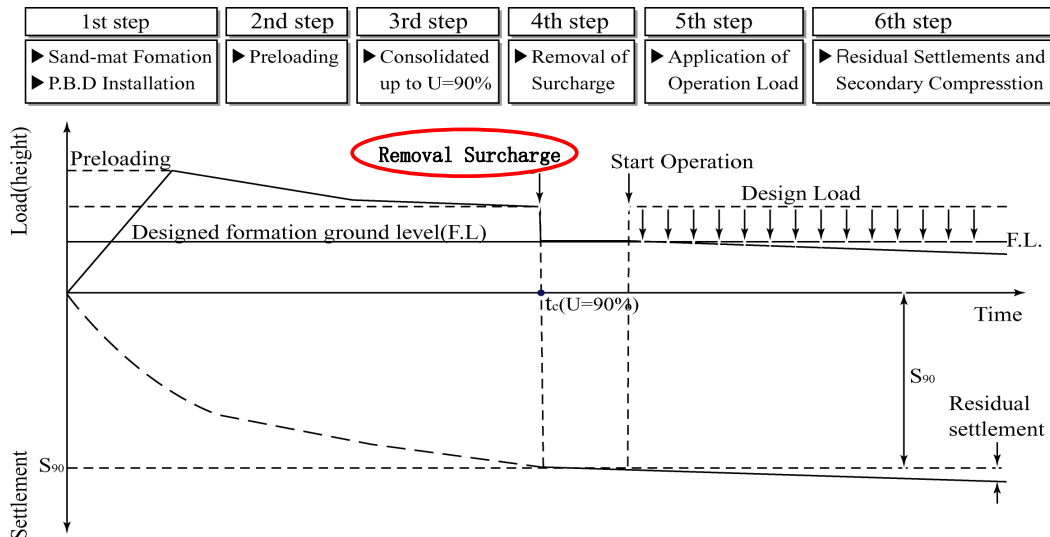 1st step
▶ Sand-mat Fomation
▶ P.B.D Installation
2nd step
▶ Preloading
3rd step
▶ Consolidated
up to U=90%
4th step
▶ Removal of
Surcharge
5th step
▶ Application of
Operation Load
6th step
▶ Residual Settlements and
Secondary Compresstion
Load(height)
Preloading
Removal Surcharge
Start Operation
Design Load
Designed formation ground level(F.L)
F.L.
tc(U=90%)
Time
S90
Residual
settlement
S90
Settlement